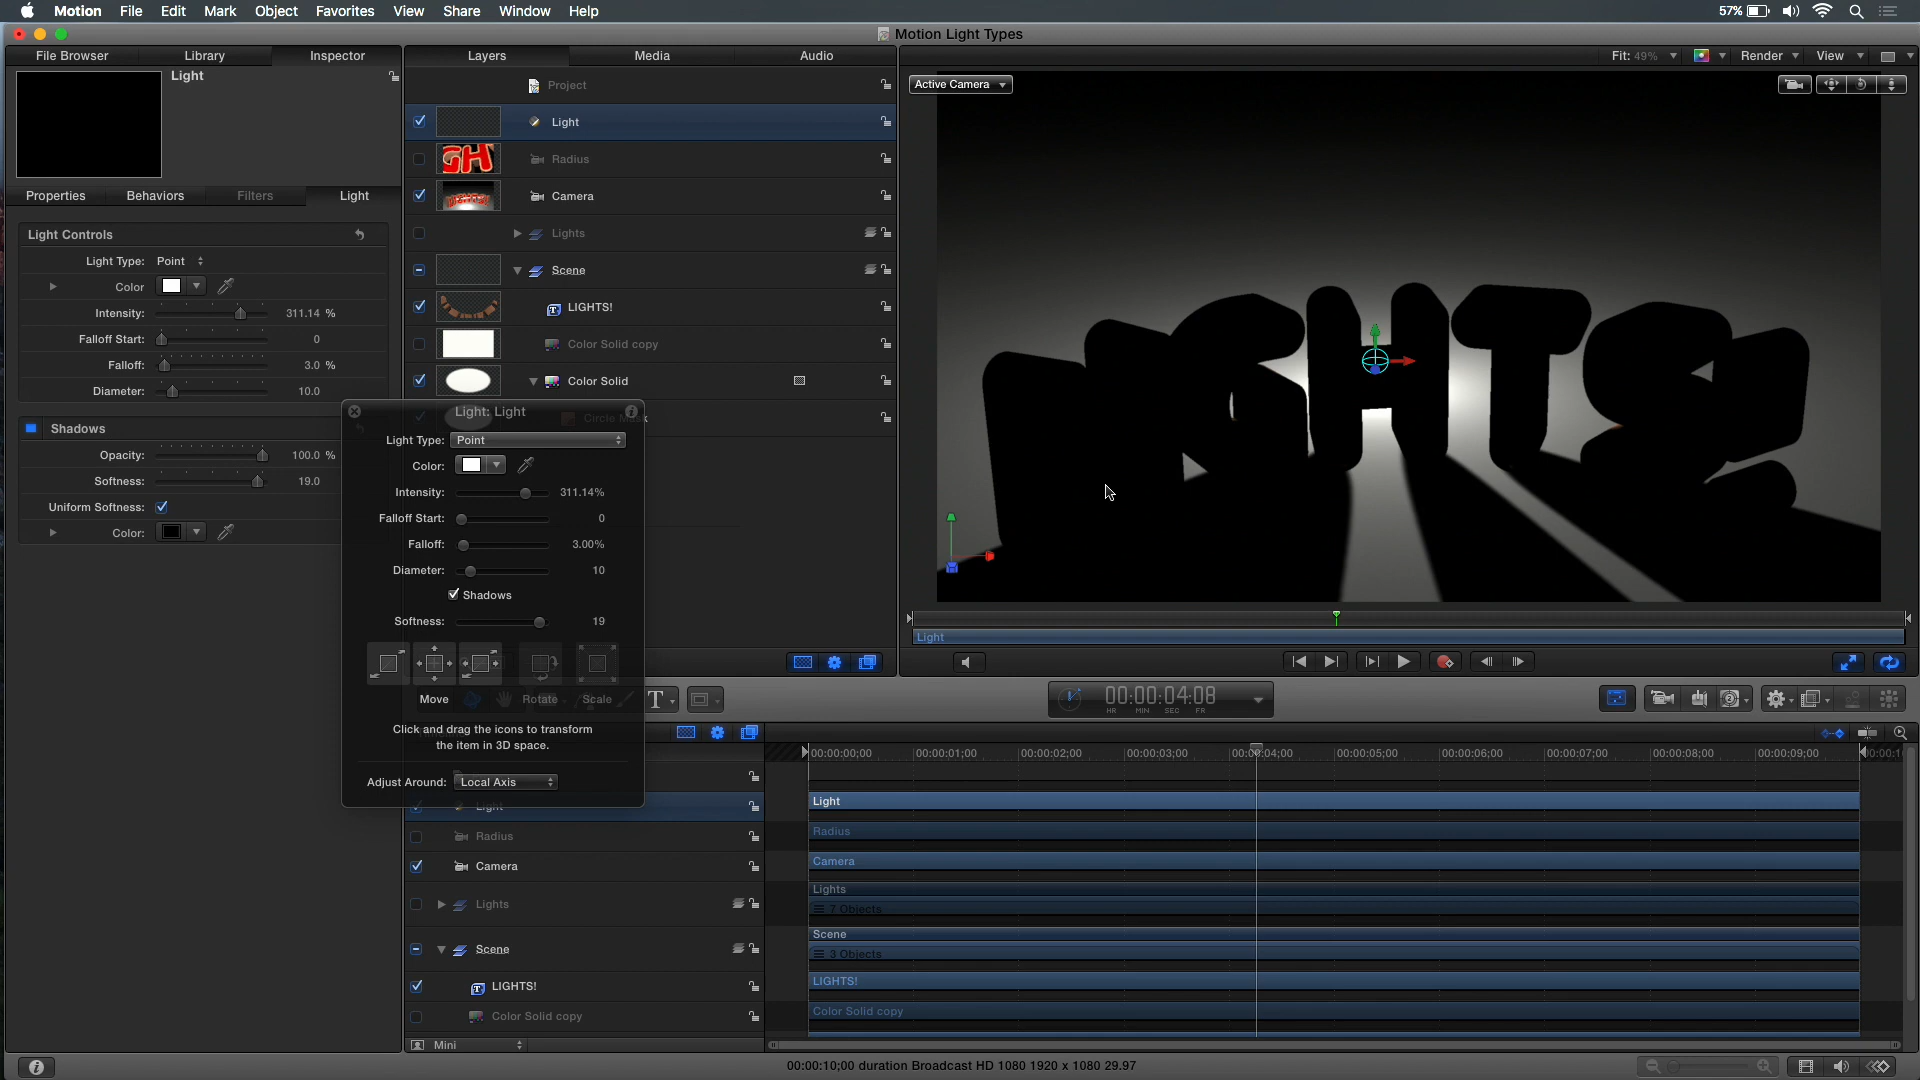 Motion File Edit Mark Object Favorites View Share Window Help 57%
Motion Light Types
File Browser Library Inspector
Layers Media Audio
Fit: 49% Render View
Light
Project
Active Camera
Light
Radius
Properties Behaviors Filters Light
Camera
Lights
Scene
LIGHTS!
Color Solid copy
Color Solid
Circle Mask
Light Controls
Light Type: Point
Color
Intensity: 311.14 %
Falloff Start: 0
Falloff: 3.0 %
Diameter: 10.0
Shadows
Opacity: 100.0 %
Softness: 19.0
Uniform Softness:
Color:
Light: Light
Light Type: Point
Color:
Intensity: 311.14%
Falloff Start: 0
Falloff: 3.00%
Diameter: 10
Shadows
Softness: 19
Move Rotate Scale
Click and drag the icons to transform
the item in 3D space.
Adjust Around: Local Axis
LIGHTS
Light
00:00:04:08
HR MIN SEC FR
00:00:00;00 00:00:01;00 00:00:02;00 00:00:03;00 00:00:04;00 00:00:05;00 00:00:06;00 00:00:07;00 00:00:08;00 00:00:09;00
Light Light
Radius Radius
Camera Camera
Lights Lights
7 Objects
Scene Scene
3 Objects
LIGHTS! LIGHTS!
Color Solid copy Color Solid copy
Mini
00:00:10;00 duration Broadcast HD 1080 1920 x 1080 29.97